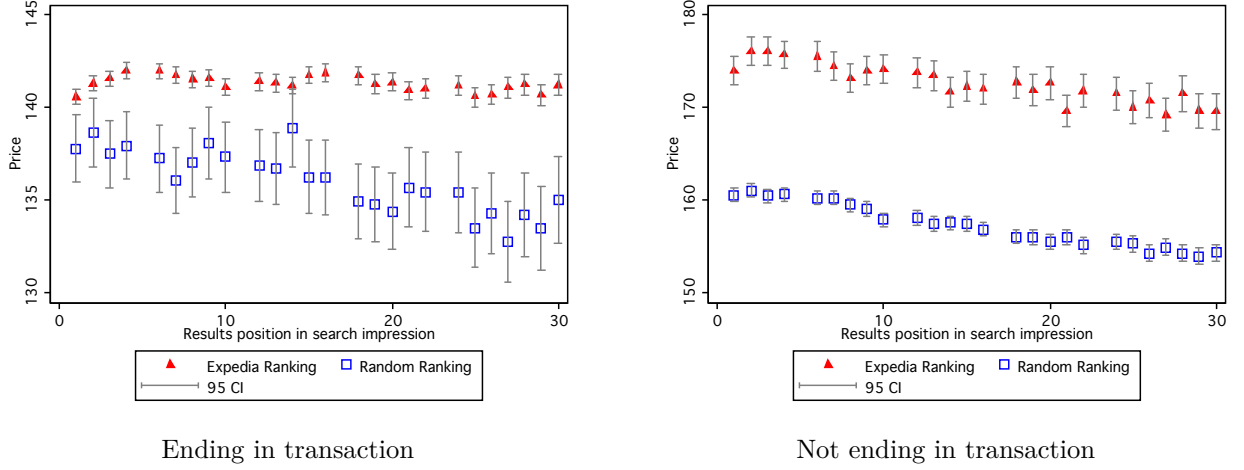 145
140
135
130
Price
0
10
20
30
Results position in search impression
Expedia Ranking
Random Ranking
95 CI
Ending in transaction
180
170
160
150
Price
0
10
20
30
Results position in search impression
Expedia Ranking
Random Ranking
95 CI
Not ending in transaction